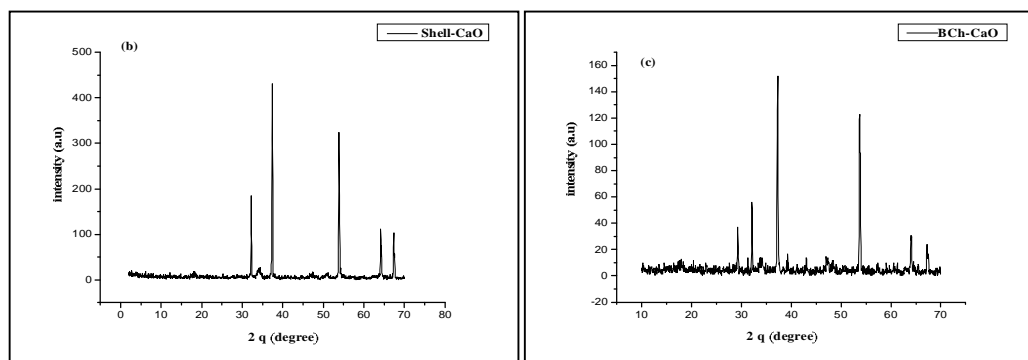 (b)
Shell-CaO
500
400
300
200
100
0
intensity (a.u)
0 10 20 30 40 50 60 70 80
2 q (degree)
(c)
BCh-CaO
160
140
120
100
80
60
40
20
0
-20
intensity (a.u)
10 20 30 40 50 60 70
2 q (degree)